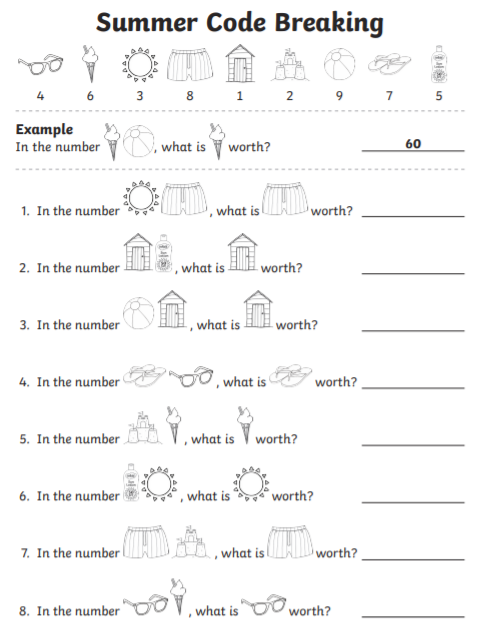 Summer Code Breaking
4 6 3 8 1 2 9 7 5
Example
In the number , what is worth? 60
1. In the number , what is worth?
2. In the number , what is worth?
3. In the number , what is worth?
4. In the number , what is worth?
5. In the number , what is worth?
6. In the number , what is worth?
7. In the number , what is worth?
8. In the number , what is worth?